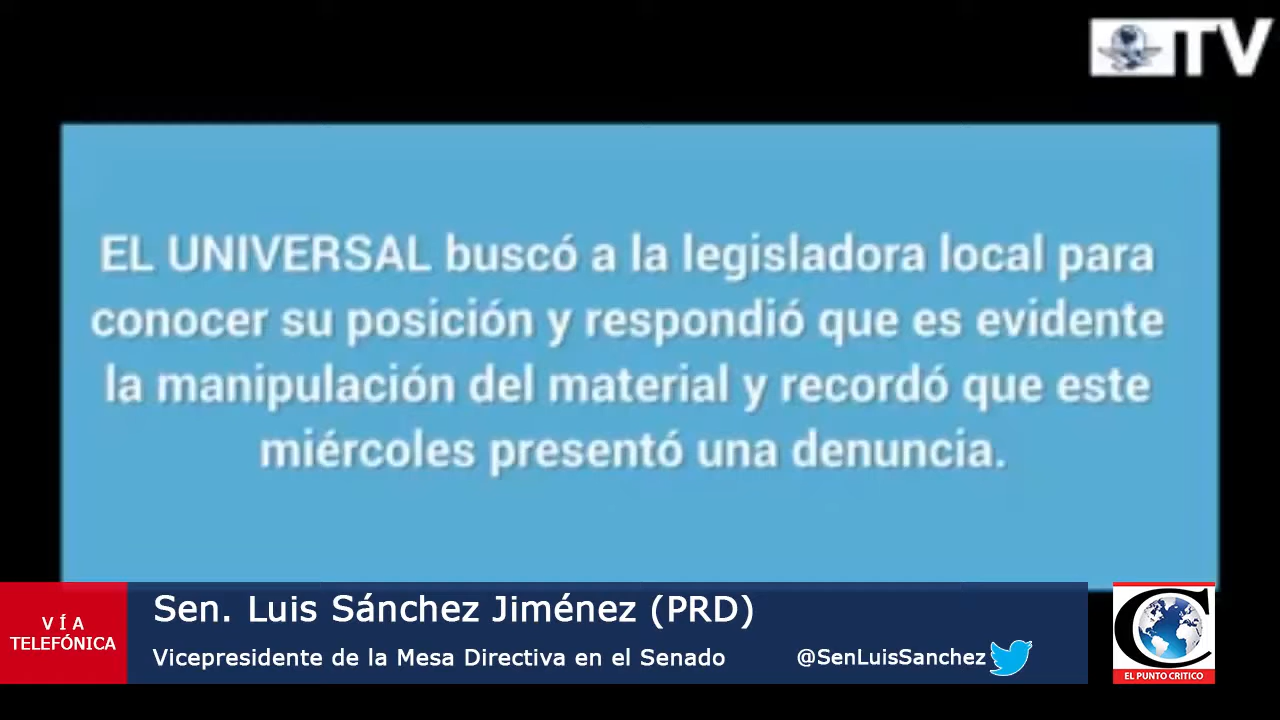 TV
EL UNIVERSAL buscó a la legisladora local para
conocer su posición y respondió que es evidente
la manipulación del material y recordó que este
miércoles presentó una denuncia.
VÍA
TELEFÓNICA
Sen. Luis Sánchez Jiménez (PRD)
Vicepresidente de la Mesa Directiva en el Senado
@SenLuisSanchez
C
EL PUNTO CRITICO